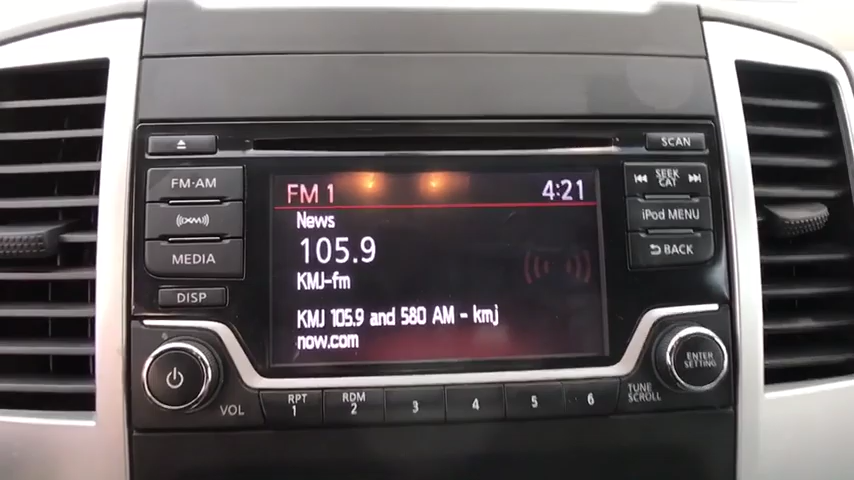 SCAN
FM·AM
FM 1
4:21
SEEK
CAT
News
(XM)
105.9
iPod MENU
KMJ-fm
MEDIA
BACK
DISP
KMJ 105.9 and 580 AM - kmj
now.com
ENTER
SETTING
VOL
RPT
1
RDM
2
3
4
5
6
TUNE
SCROLL